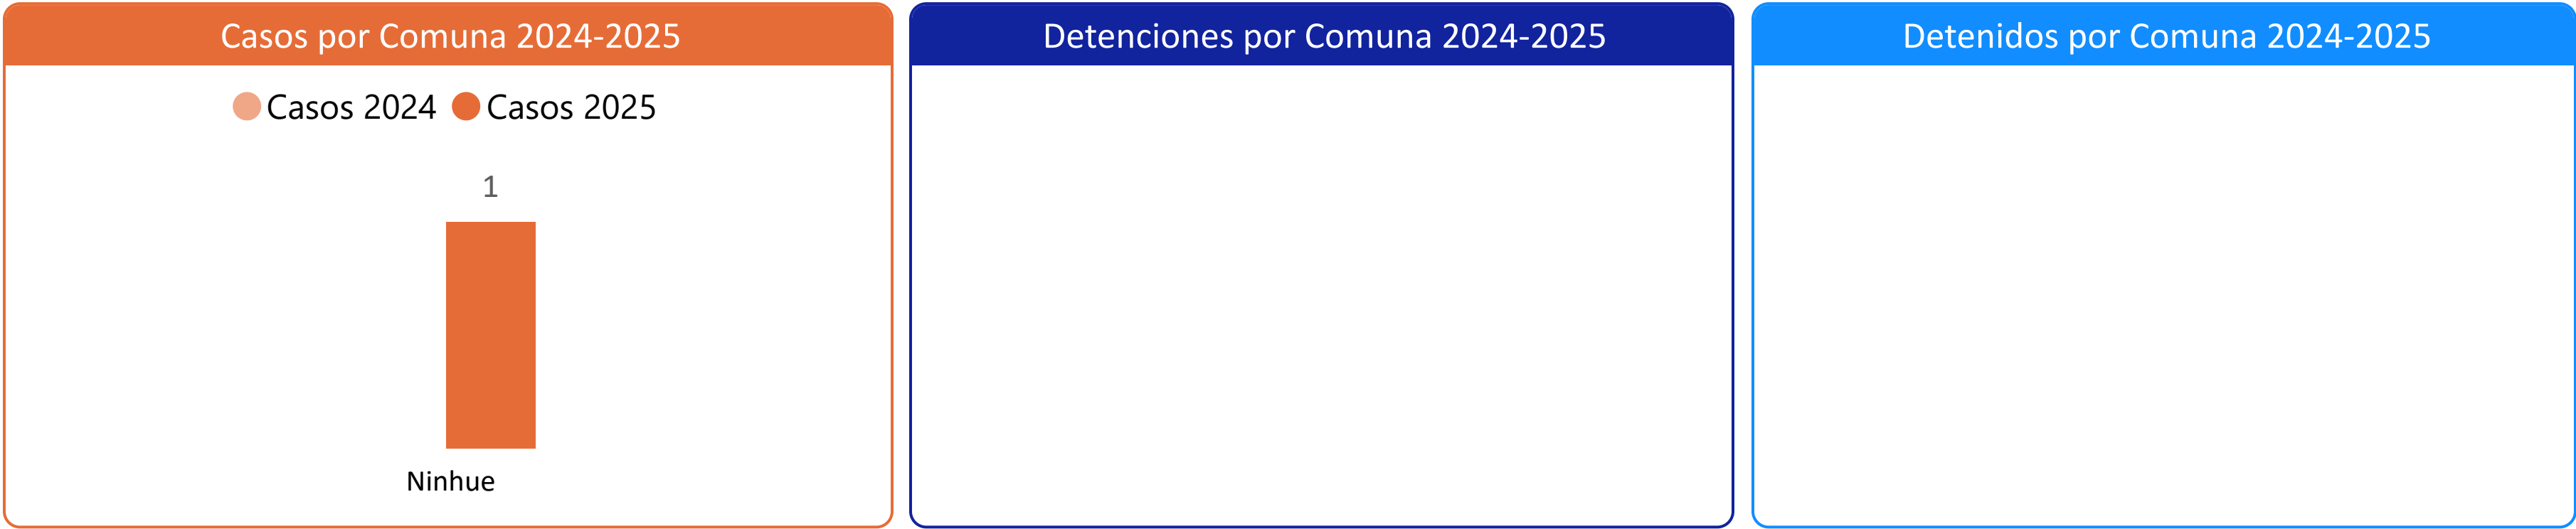 Casos por Comuna 2024-2025
Casos 2024 Casos 2025
1
Ninhue
Detenciones por Comuna 2024-2025
Detenidos por Comuna 2024-2025